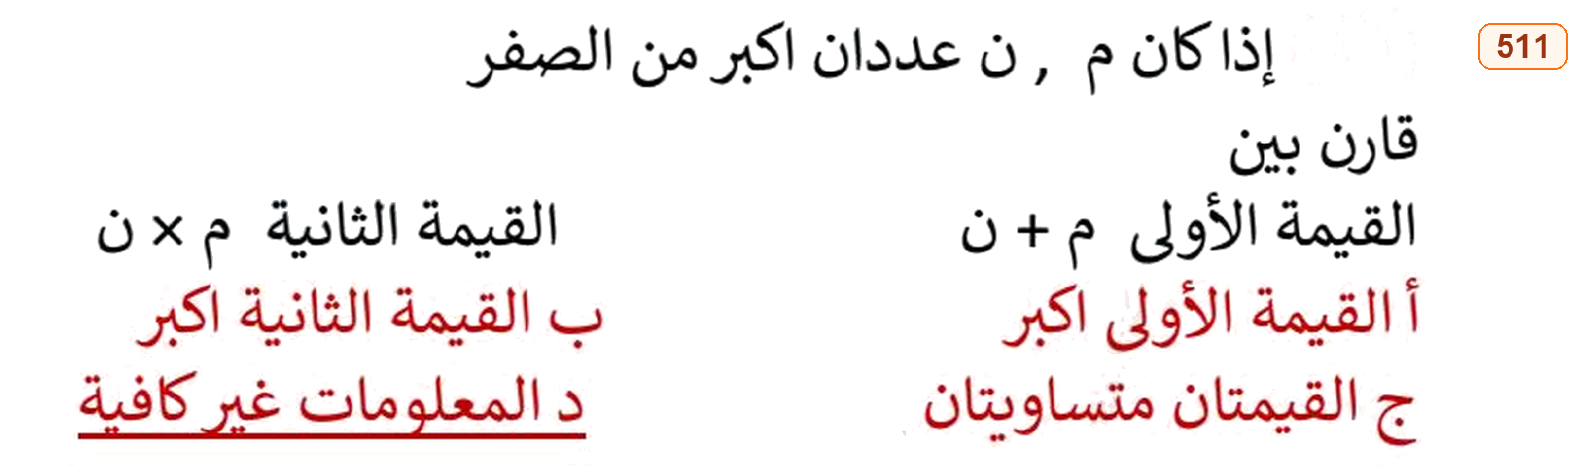 511
إذا كان م , ن عددان اكبر من الصفر
قارن بين
القيمة الأولى م + ن القيمة الثانية م × ن
أ القيمة الأولى اكبر ب القيمة الثانية اكبر
ج القيمتان متساويتان د المعلومات غير كافية